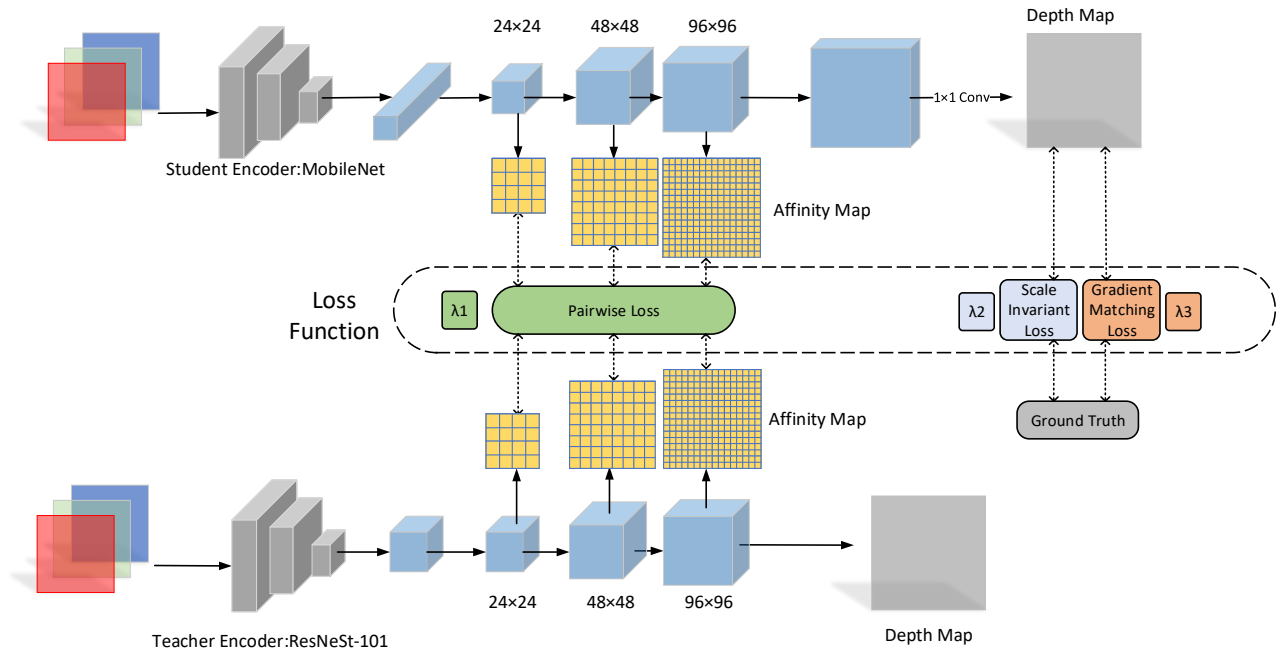 24×24
48×48
96×96
Depth Map
1×1 Conv
Student Encoder:MobileNet
Affinity Map
Loss
Function
λ1
Pairwise Loss
λ2
Scale
Invariant
Loss
Gradient
Matching
Loss
λ3
Affinity Map
Ground Truth
24×24
48×48
96×96
Teacher Encoder:ResNeSt-101
Depth Map